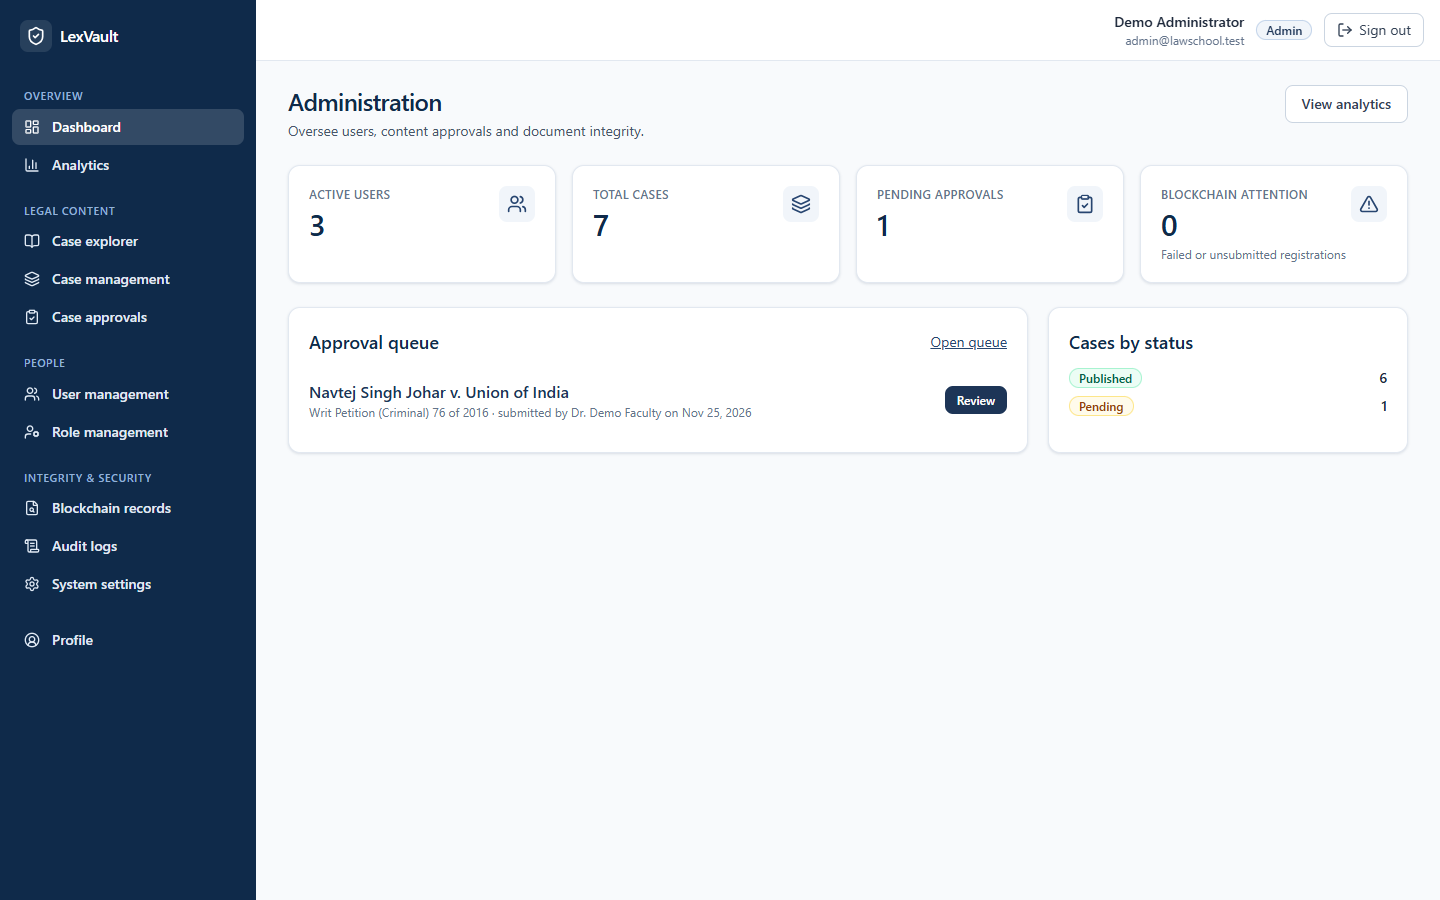 LexVault
OVERVIEW
Dashboard
Analytics
LEGAL CONTENT
Case explorer
Case management
Case approvals
PEOPLE
User management
Role management
INTEGRITY & SECURITY
Blockchain records
Audit logs
System settings
Profile
Demo Administrator
admin@lawschool.test
Admin
Sign out
Administration
Oversee users, content approvals and document integrity.
View analytics
ACTIVE USERS
3
TOTAL CASES
7
PENDING APPROVALS
1
BLOCKCHAIN ATTENTION
0
Failed or unsubmitted registrations
Approval queue
Open queue
Navtej Singh Johar v. Union of India
Writ Petition (Criminal) 76 of 2016 · submitted by Dr. Demo Faculty on Nov 25, 2026
Review
Cases by status
Published 6
Pending 1